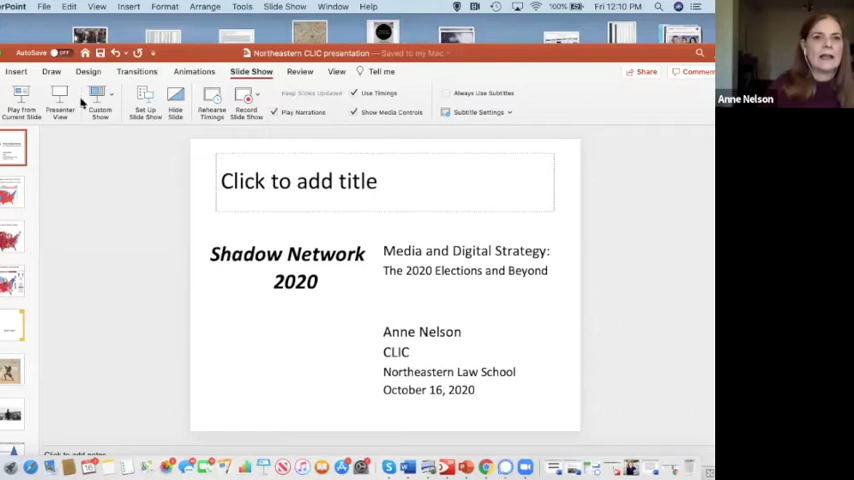 erPoint File Edit View Insert Format Arrange Tools Slide Show Window Help 100% Fri 12:10 PM
AutoSave OFF Northeastern CLIC presentation — Saved to my Mac
Insert Draw Design Transitions Animations Slide Show Review View Tell me Share Comment
Play from Current Slide
Presenter View
Custom Show
Set Up Slide Show
Hide Slide
Rehearse Timings
Record Slide Show
Keep Slides Updated
Play Narrations
Use Timings
Show Media Controls
Always Use Subtitles
Subtitle Settings
Anne Nelson
Click to add title
Shadow Network
2020
Media and Digital Strategy:
The 2020 Elections and Beyond
Anne Nelson
CLIC
Northeastern Law School
October 16, 2020
Click to add notes